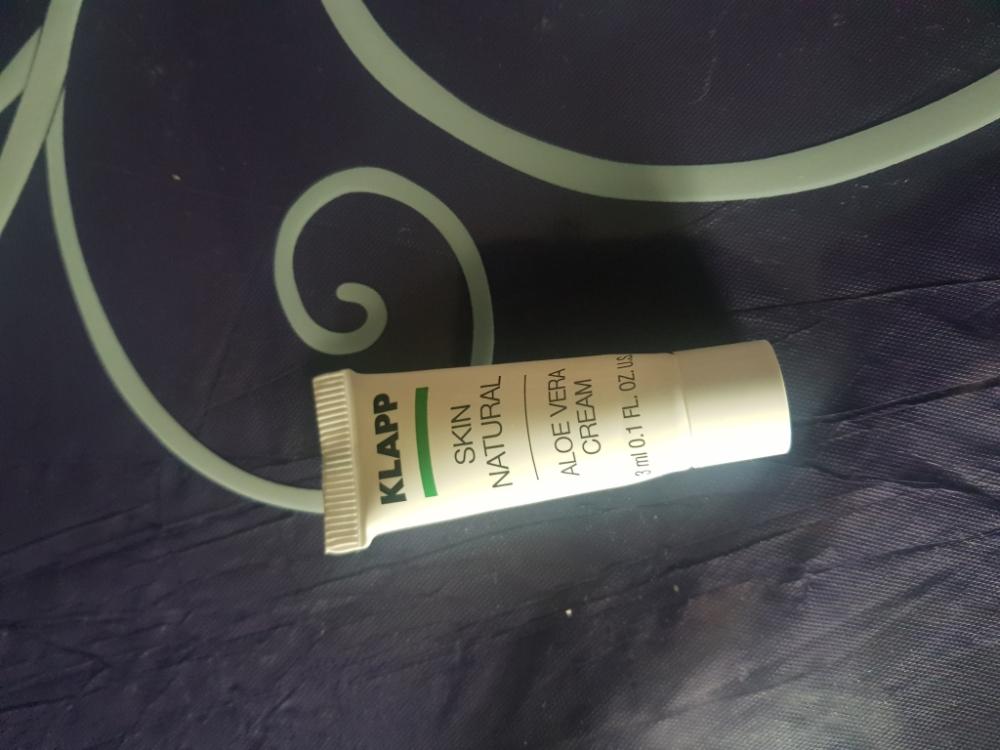 KLAPP
SKIN
NATURAL
ALOE VERA
CREAM
3 ml 0.1 FL. OZ. U.S.